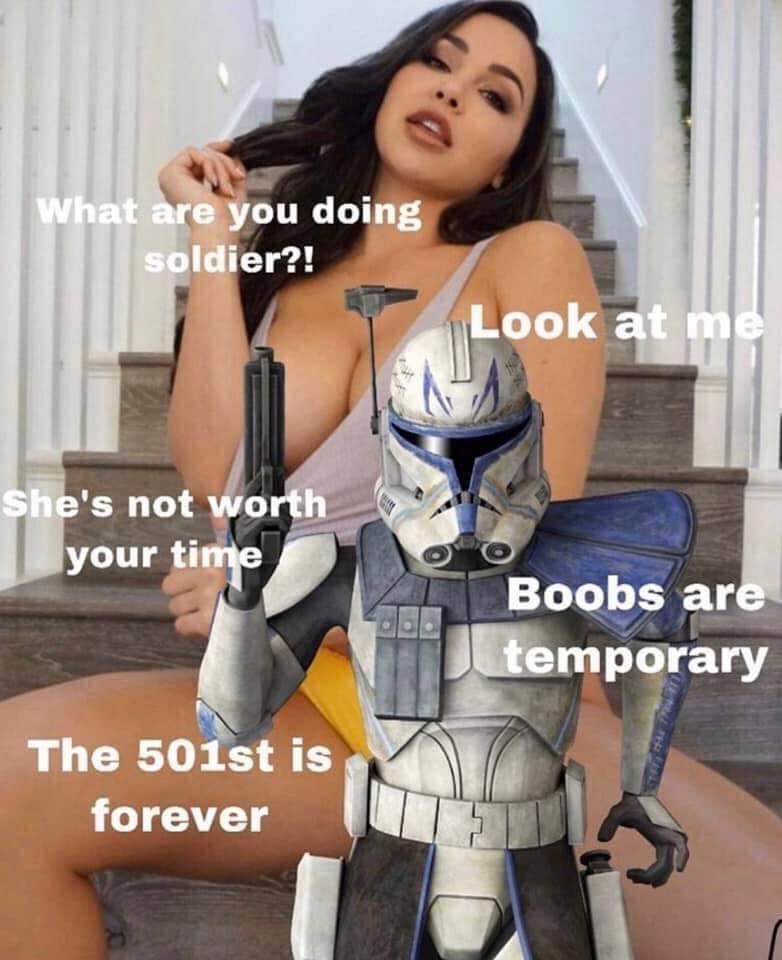 What are you doing
soldier?!
Look at me
She's not worth
your time
Boobs are
temporary
The 501st is
forever